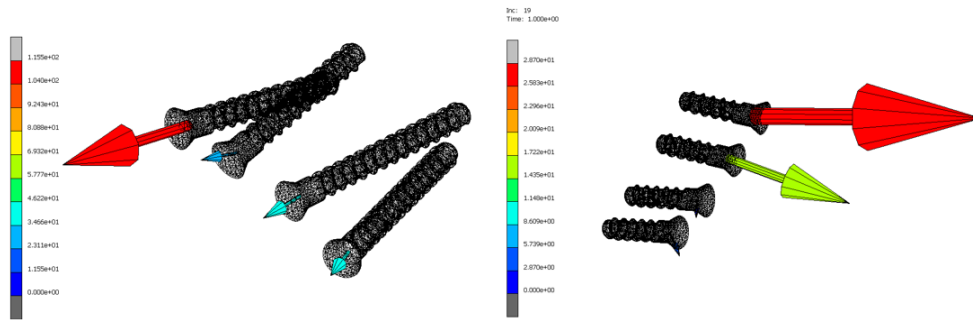 Inc: 19
Time: 1.000e+00
1.155e+02
1.040e+02
9.243e+01
8.088e+01
6.932e+01
5.777e+01
4.622e+01
3.466e+01
2.311e+01
1.155e+01
0.000e+00
2.870e+01
2.583e+01
2.296e+01
2.009e+01
1.722e+01
1.435e+01
1.148e+01
8.609e+00
5.739e+00
2.870e+00
0.000e+00